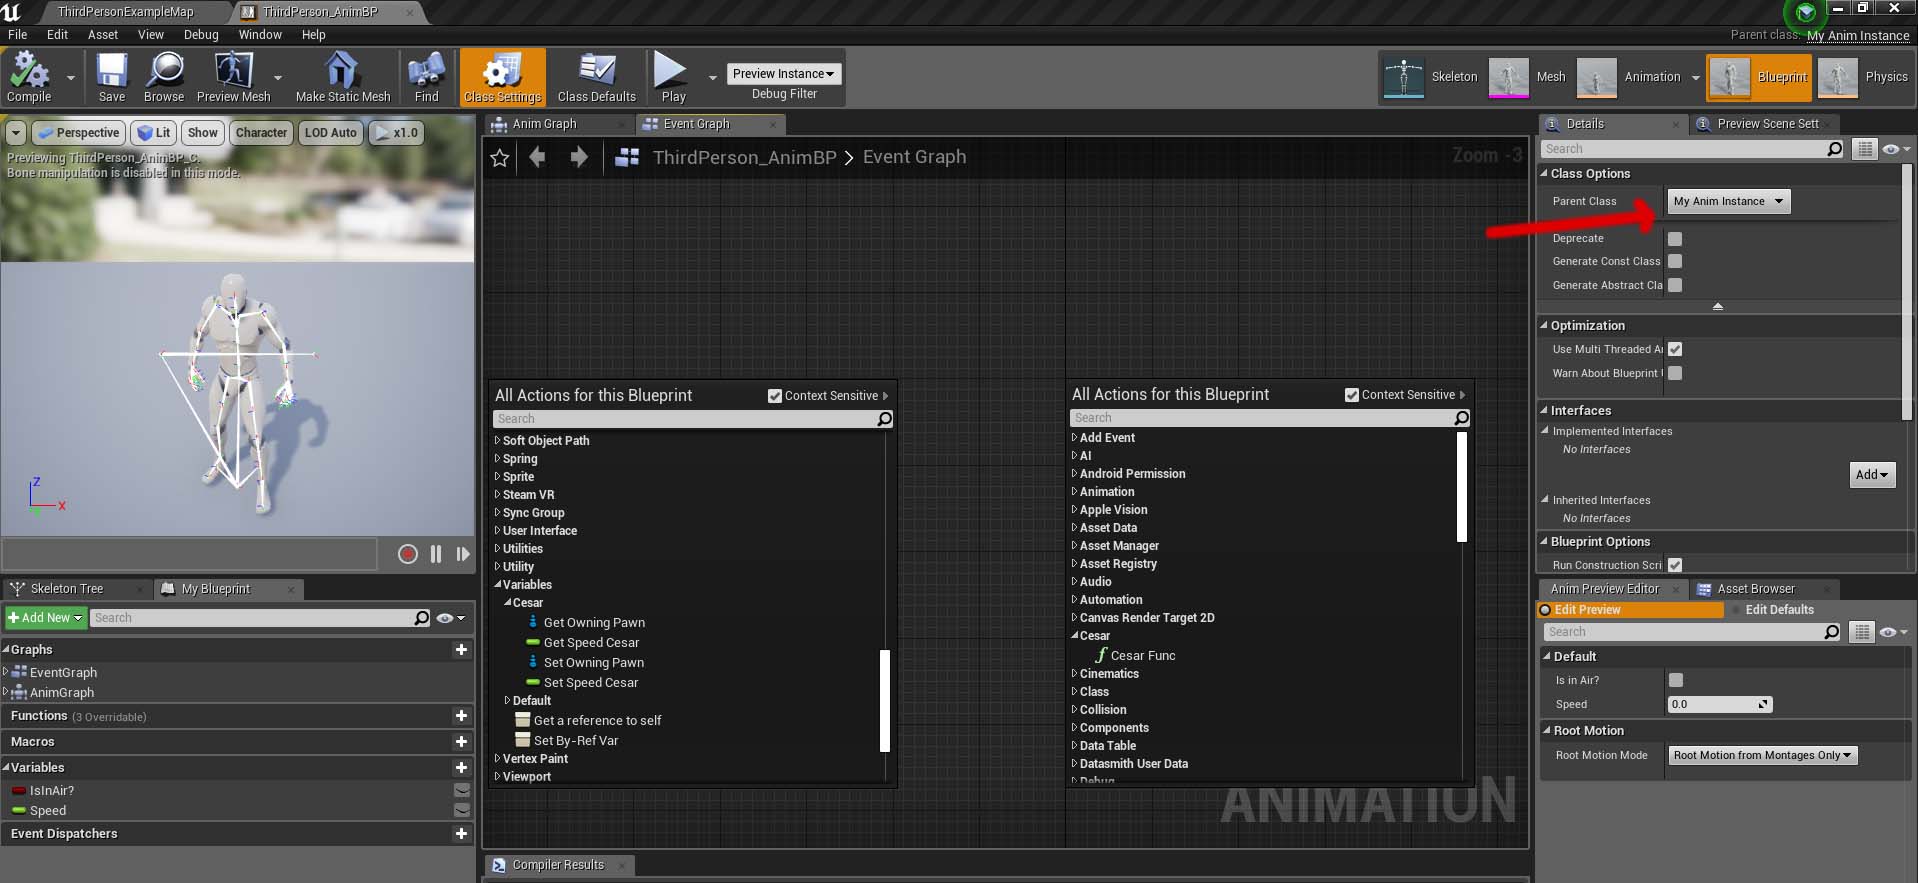 ThirdPersonExampleMap
ThirdPerson_AnimBP
File Edit Asset View Debug Window Help
Parent class: My Anim Instance
Compile
Save
Browse
Preview Mesh
Make Static Mesh
Find
Class Settings
Class Defaults
Play
Preview Instance
Debug Filter
Skeleton
Mesh
Animation
Blueprint
Physics
Perspective
Lit
Show
Character
LOD Auto
x1.0
Previewing ThirdPerson_AnimBP_C.
Bone manipulation is disabled in this mode.
Z
X
Skeleton Tree
My Blueprint
Add New
Search
Graphs
EventGraph
AnimGraph
Functions (3 Overridable)
Macros
Variables
IsInAir?
Speed
Event Dispatchers
Anim Graph
Event Graph
ThirdPerson_AnimBP > Event Graph
Zoom -3
All Actions for this Blueprint
Context Sensitive
Search
Soft Object Path
Spring
Sprite
Steam VR
Sync Group
User Interface
Utilities
Utility
Variables
Cesar
Get Owning Pawn
Get Speed Cesar
Set Owning Pawn
Set Speed Cesar
Default
Get a reference to self
Set By-Ref Var
Vertex Paint
Viewport
All Actions for this Blueprint
Context Sensitive
Search
Add Event
AI
Android Permission
Animation
Apple Vision
Asset Data
Asset Manager
Asset Registry
Audio
Automation
Canvas Render Target 2D
Cesar
f Cesar Func
Cinematics
Class
Collision
Components
Data Table
Datasmith User Data
Debug
ANIMATION
Compiler Results
Details
Preview Scene Sett
Search
Class Options
Parent Class
My Anim Instance
Deprecate
Generate Const Class
Generate Abstract Cla
Optimization
Use Multi Threaded A
Warn About Blueprint
Interfaces
Implemented Interfaces
No Interfaces
Add
Inherited Interfaces
No Interfaces
Blueprint Options
Run Construction Scri
Anim Preview Editor
Asset Browser
Edit Preview
Edit Defaults
Search
Default
Is in Air?
Speed
0.0
Root Motion
Root Motion Mode
Root Motion from Montages Only